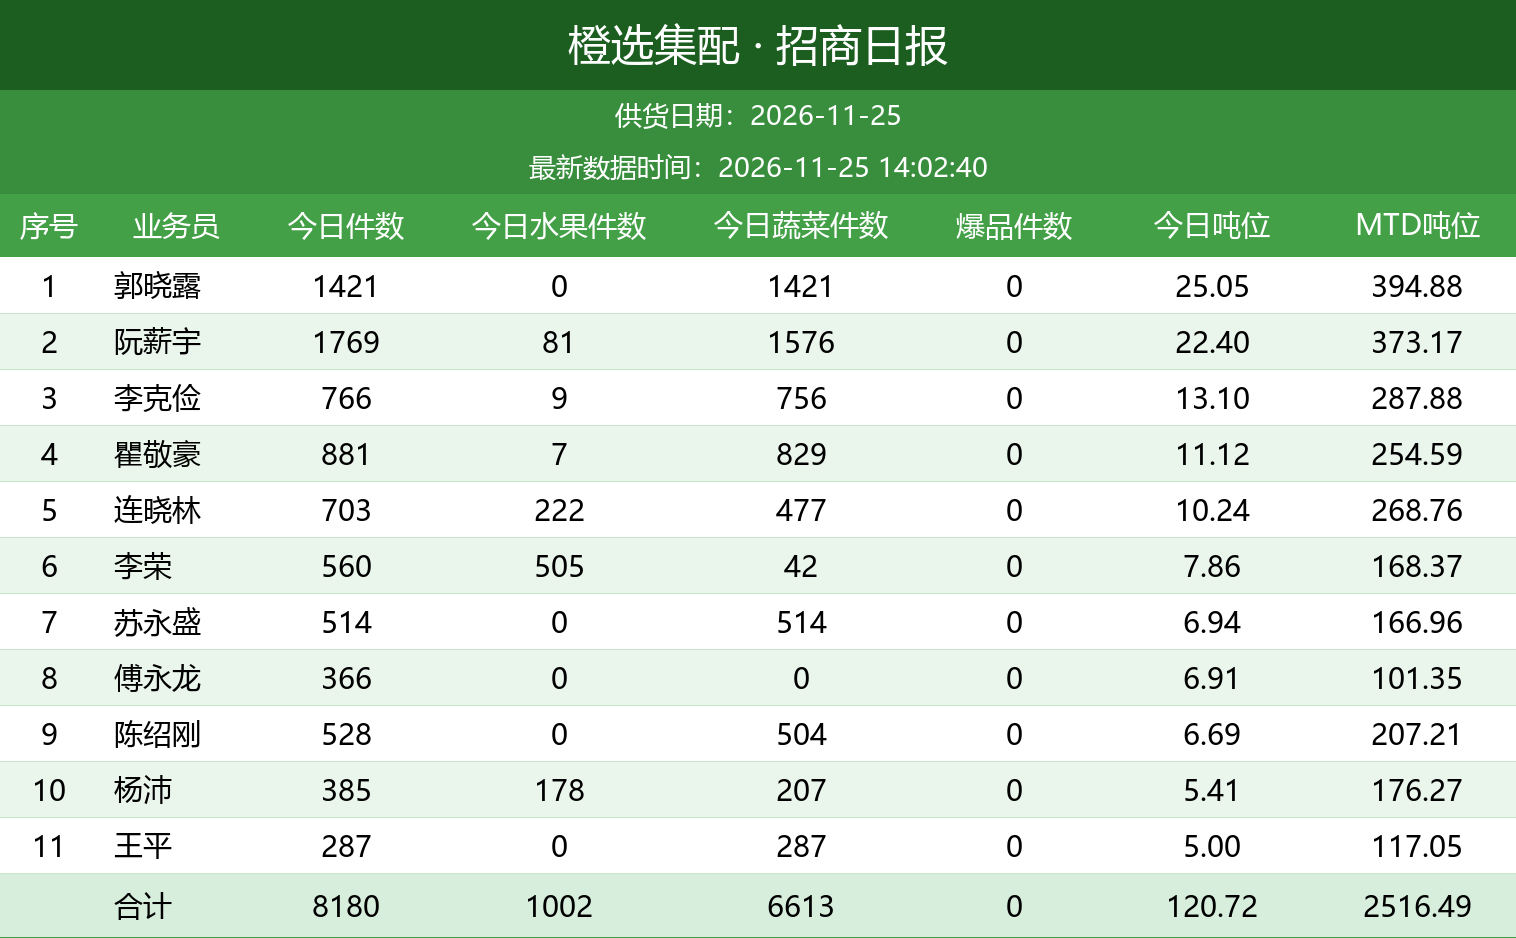 橙选集配 · 招商日报
供货日期：2026-11-25
最新数据时间：2026-11-25 14:02:40
序号 业务员 今日件数 今日水果件数 今日蔬菜件数 爆品件数 今日吨位 MTD吨位
1 郭晓露 1421 0 1421 0 25.05 394.88
2 阮薪宇 1769 81 1576 0 22.40 373.17
3 李克俭 766 9 756 0 13.10 287.88
4 瞿敬豪 881 7 829 0 11.12 254.59
5 连晓林 703 222 477 0 10.24 268.76
6 李荣 560 505 42 0 7.86 168.37
7 苏永盛 514 0 514 0 6.94 166.96
8 傅永龙 366 0 0 0 6.91 101.35
9 陈绍刚 528 0 504 0 6.69 207.21
10 杨沛 385 178 207 0 5.41 176.27
11 王平 287 0 287 0 5.00 117.05
合计 8180 1002 6613 0 120.72 2516.49